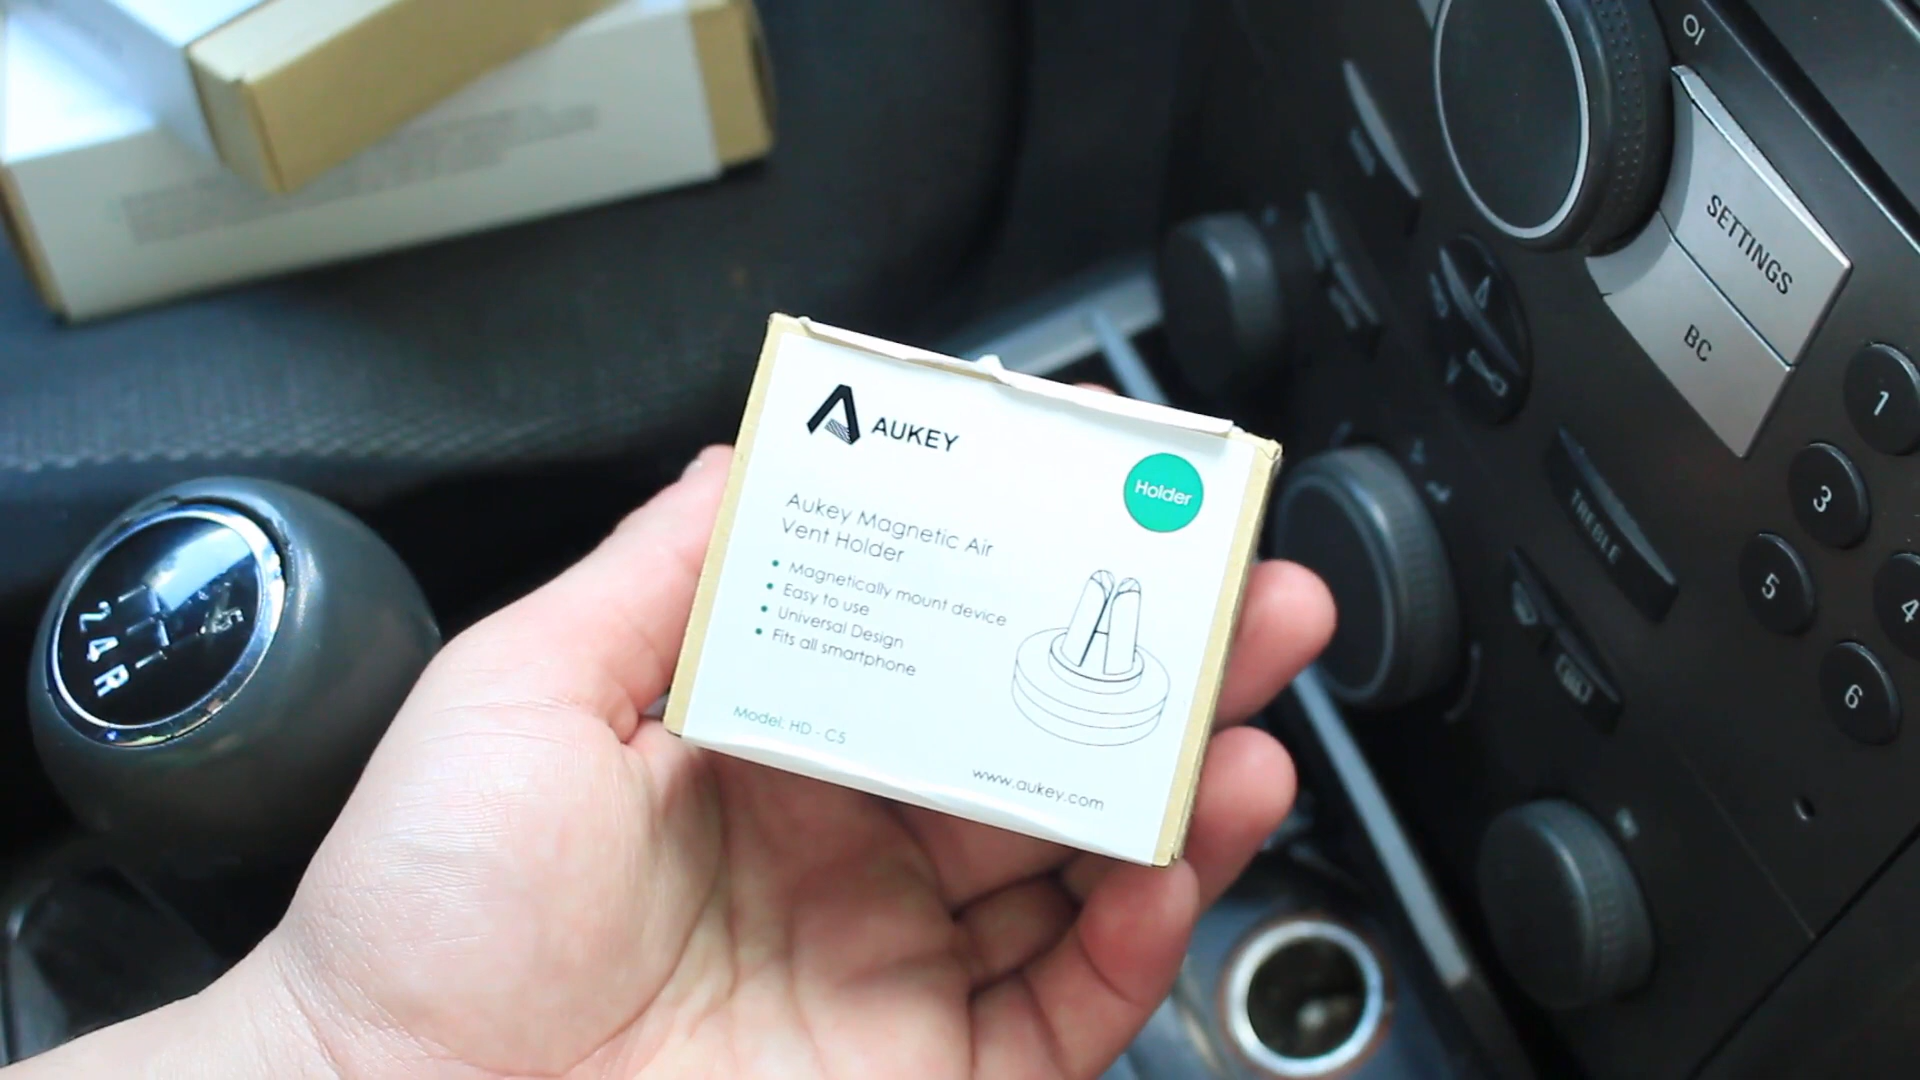 AUKEY
Holder
Aukey Magnetic Air
Vent Holder
• Magnetically mount device
• Easy to use
• Universal Design
• Fits all smartphone
Model: HD - C5
www.aukey.com
SETTINGS
BC
TREBLE
1
3
5
4
6
2 4 R